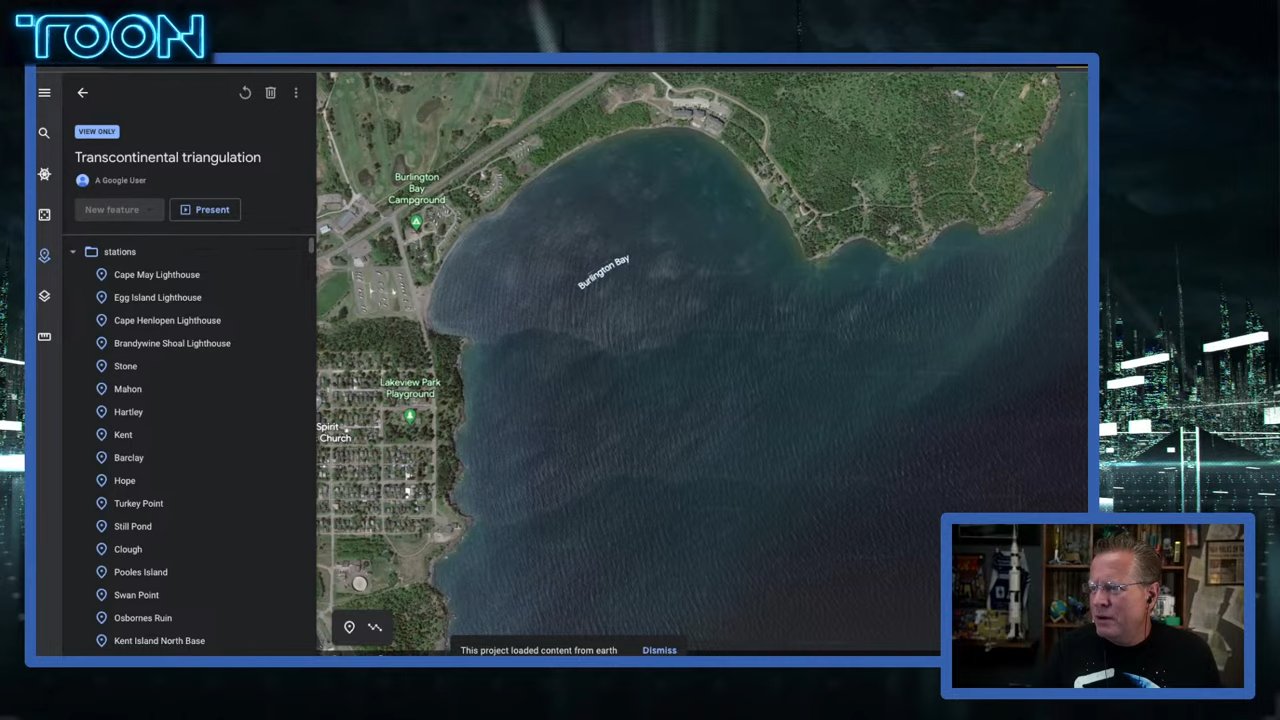 TOON
VIEW ONLY
Transcontinental triangulation
A Google User
New feature
Present
stations
Cape May Lighthouse
Egg Island Lighthouse
Cape Henlopen Lighthouse
Brandywine Shoal Lighthouse
Stone
Mahon
Hartley
Kent
Barclay
Hope
Turkey Point
Still Pond
Clough
Pooles Island
Swan Point
Osbornes Ruin
Kent Island North Base
Burlington
Bay
Campground
Burlington Bay
Lakeview Park
Playground
Spirit
Church
This project loaded content from earth
Dismiss